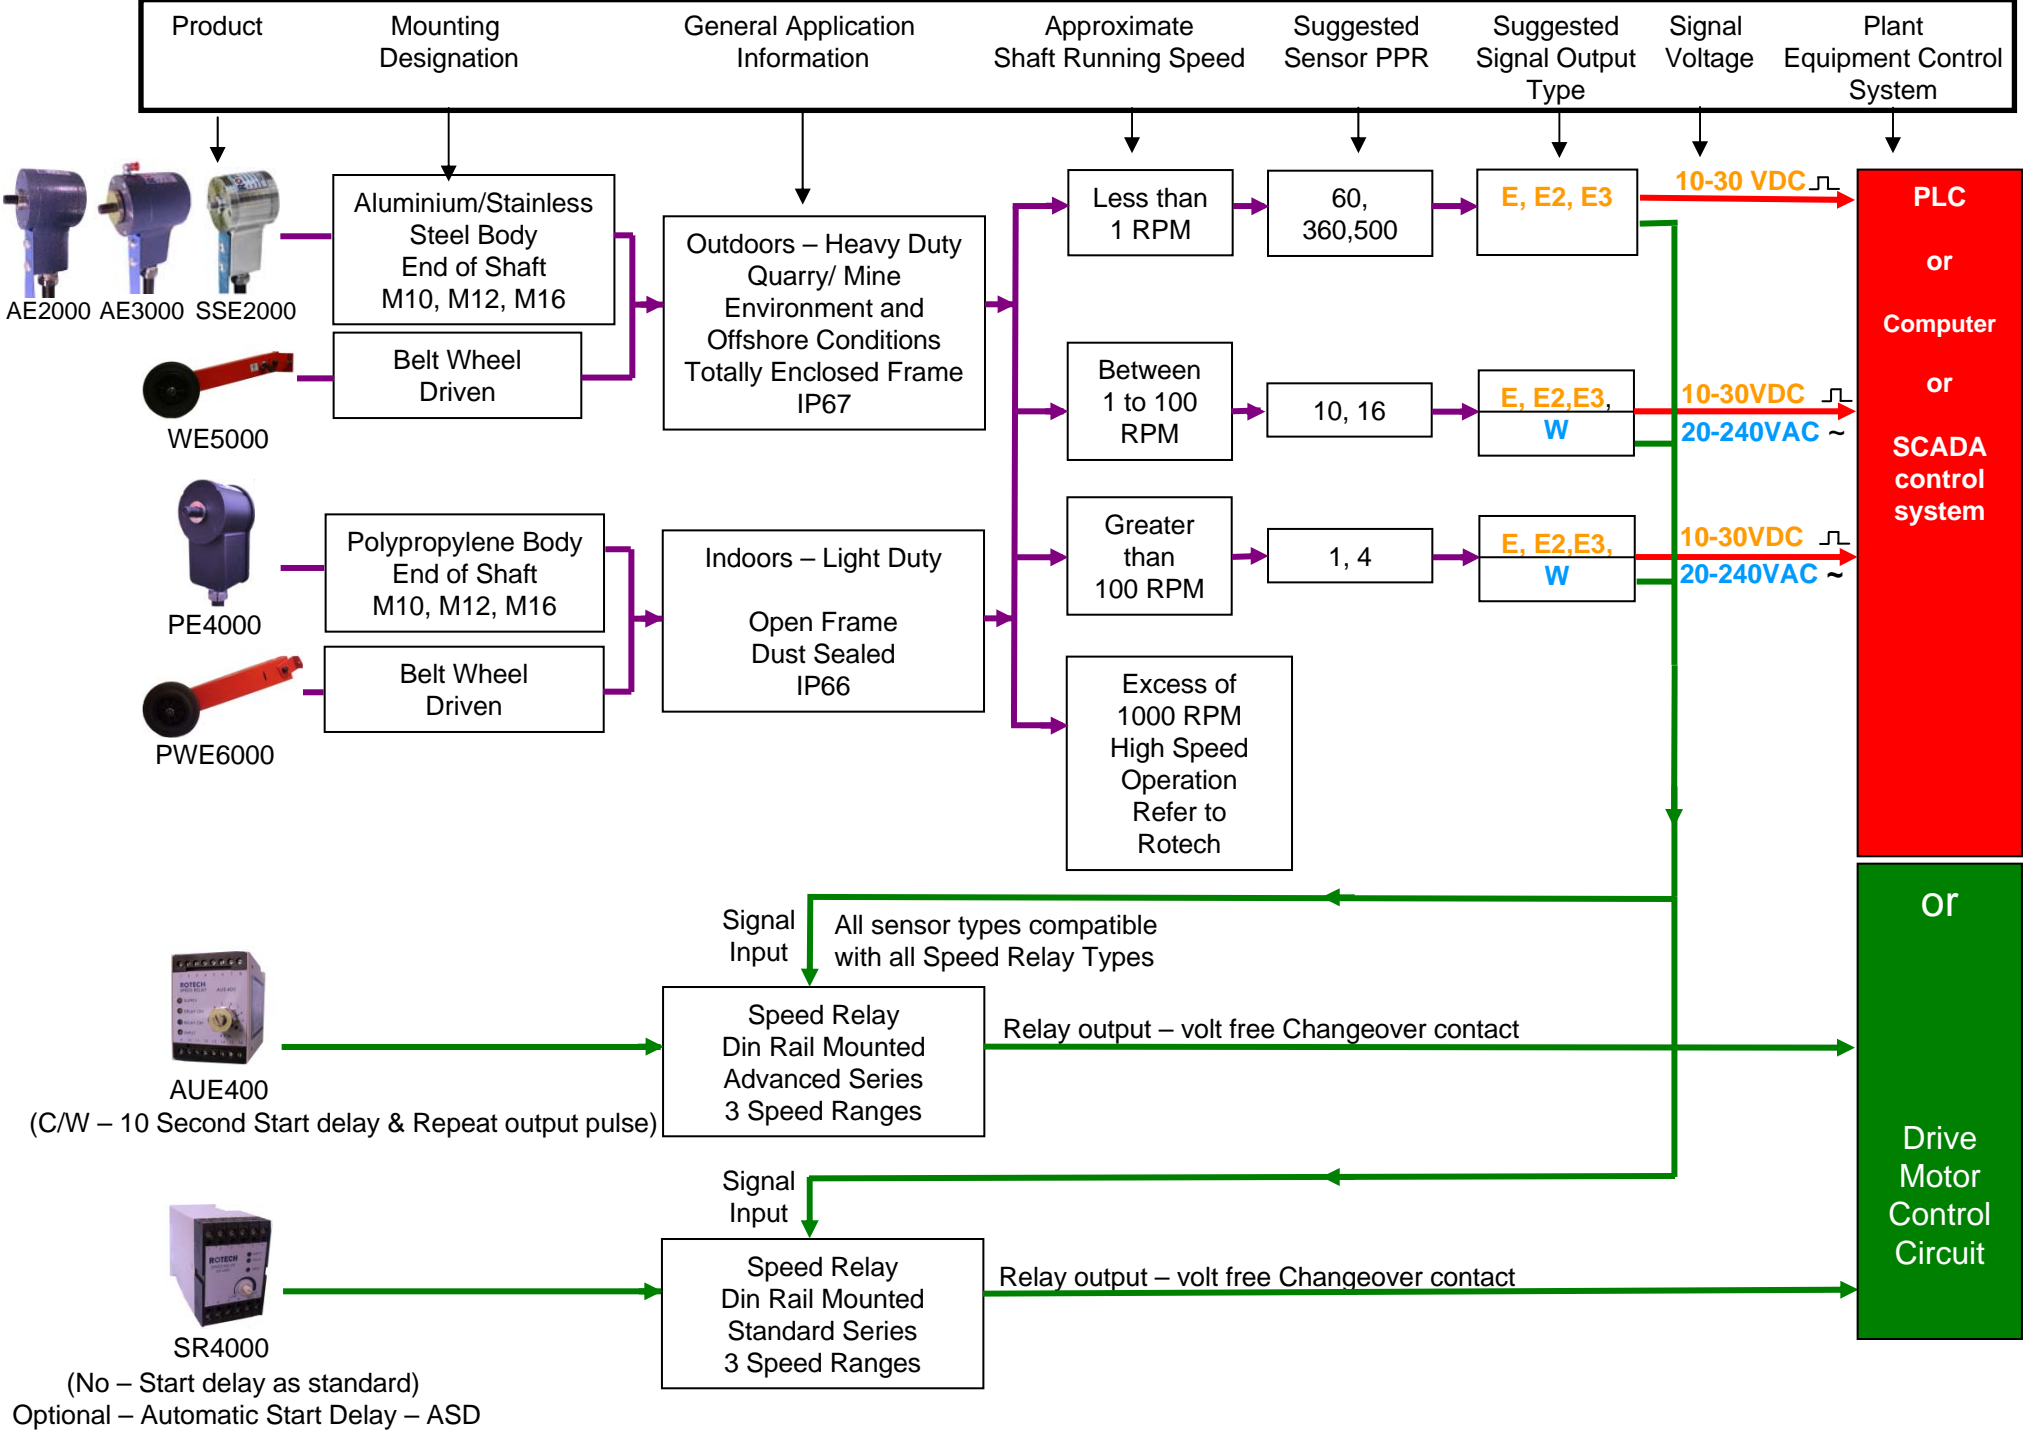 Product
Mounting
Designation
General Application
Information
Approximate
Shaft Running Speed
Suggested
Sensor PPR
Suggested
Signal Output
Type
Signal
Voltage
Plant
Equipment Control
System
AE2000 AE3000 SSE2000
Aluminium/Stainless
Steel Body
End of Shaft
M10, M12, M16
WE5000
Belt Wheel
Driven
Outdoors – Heavy Duty
Quarry/ Mine
Environment and
Offshore Conditions
Totally Enclosed Frame
IP67
PE4000
Polypropylene Body
End of Shaft
M10, M12, M16
PWE6000
Belt Wheel
Driven
Indoors – Light Duty
Open Frame
Dust Sealed
IP66
Less than
1 RPM
60,
360,500
E, E2, E3
10-30 VDC
Between
1 to 100
RPM
10, 16
E, E2,E3,
W
10-30VDC
20-240VAC ~
Greater
than
100 RPM
1, 4
E, E2,E3,
W
10-30VDC
20-240VAC ~
Excess of
1000 RPM
High Speed
Operation
Refer to
Rotech
PLC
or
Computer
or
SCADA
control
system
or
Drive
Motor
Control
Circuit
Signal
Input
All sensor types compatible
with all Speed Relay Types
ROTECH
SPEED RELAY AUE400
AUE400
(C/W – 10 Second Start delay & Repeat output pulse)
Speed Relay
Din Rail Mounted
Advanced Series
3 Speed Ranges
Relay output – volt free Changeover contact
Signal
Input
ROTECH
SR4000
(No – Start delay as standard)
Optional – Automatic Start Delay – ASD
Speed Relay
Din Rail Mounted
Standard Series
3 Speed Ranges
Relay output – volt free Changeover contact